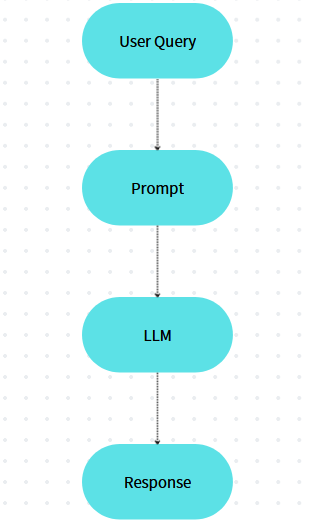 User Query
Prompt
LLM
Response